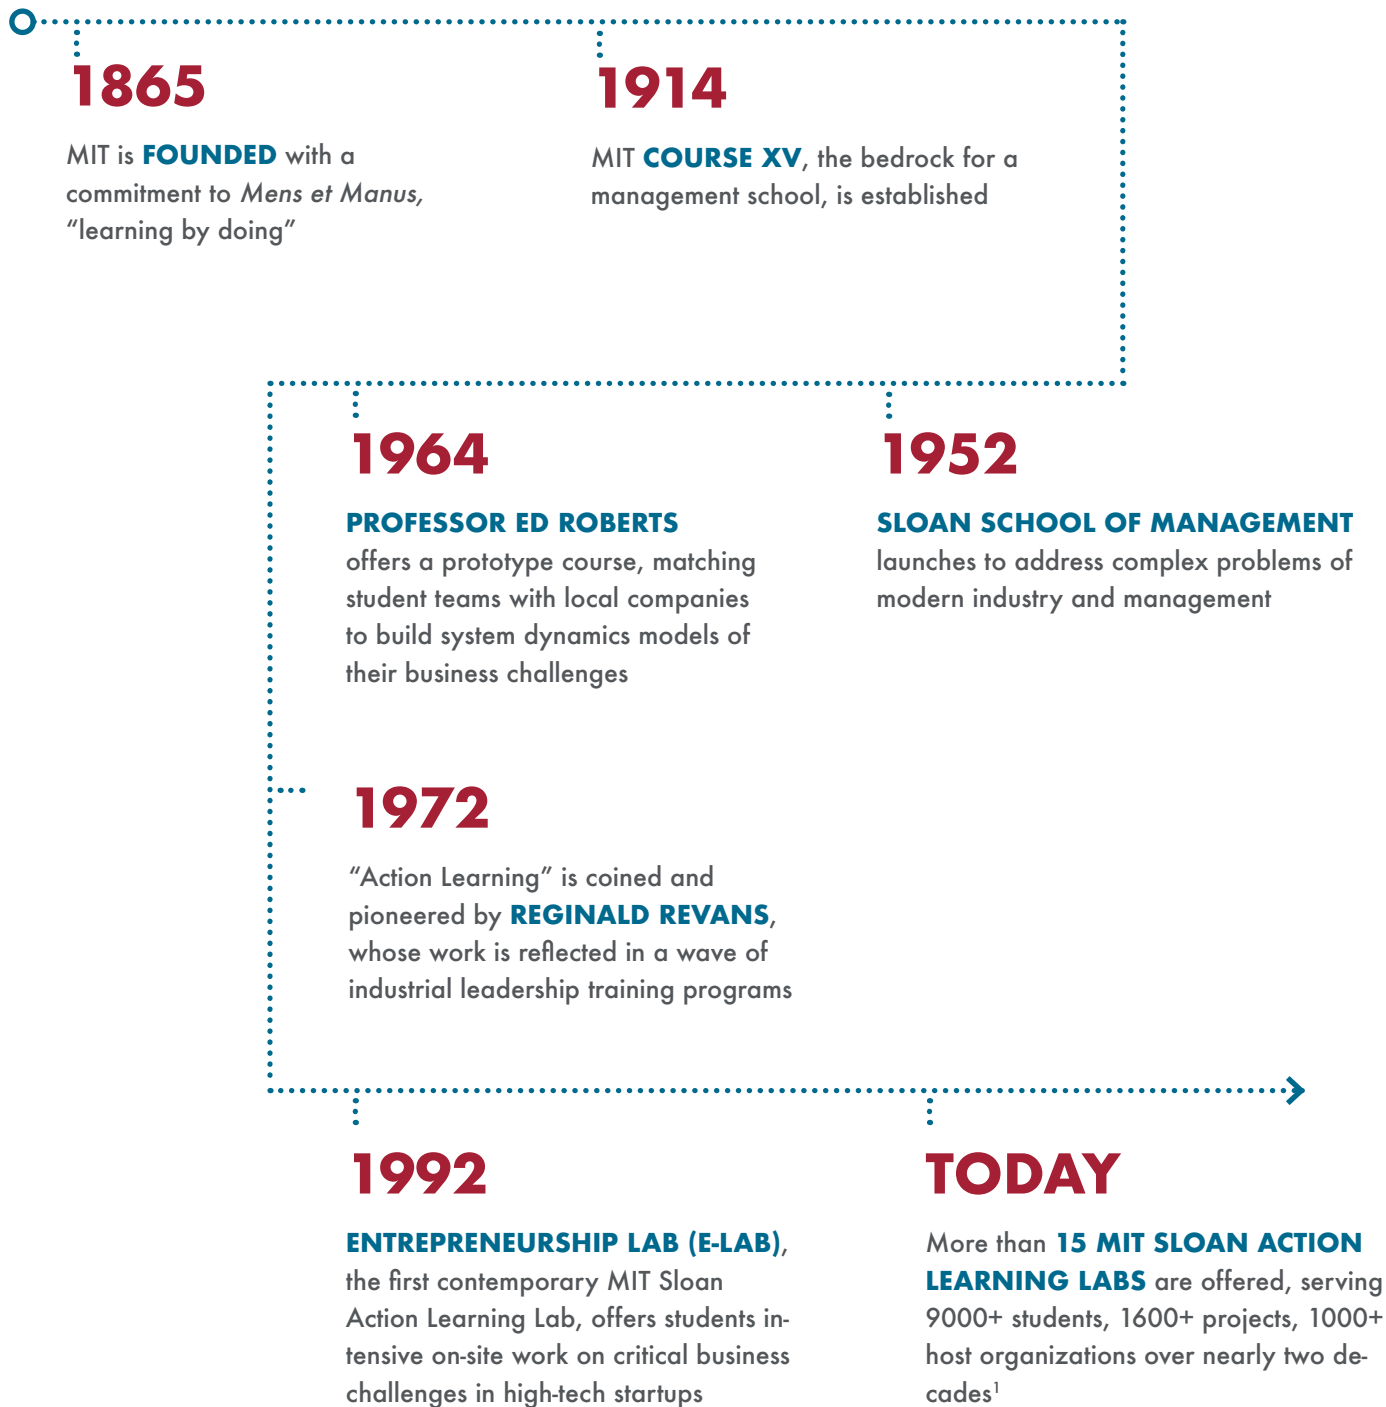 1865
MIT is FOUNDED with a
commitment to Mens et Manus,
“learning by doing”
1914
MIT COURSE XV, the bedrock for a
management school, is established
1952
SLOAN SCHOOL OF MANAGEMENT
launches to address complex problems of
modern industry and management
1964
PROFESSOR ED ROBERTS
offers a prototype course, matching
student teams with local companies
to build system dynamics models of
their business challenges
1972
“Action Learning” is coined and
pioneered by REGINALD REVANS,
whose work is reflected in a wave of
industrial leadership training programs
1992
ENTREPRENEURSHIP LAB (E-LAB),
the first contemporary MIT Sloan
Action Learning Lab, offers students in-
tensive on-site work on critical business
challenges in high-tech startups
TODAY
More than 15 MIT SLOAN ACTION
LEARNING LABS are offered, serving
9000+ students, 1600+ projects, 1000+
host organizations over nearly two de-
cades¹